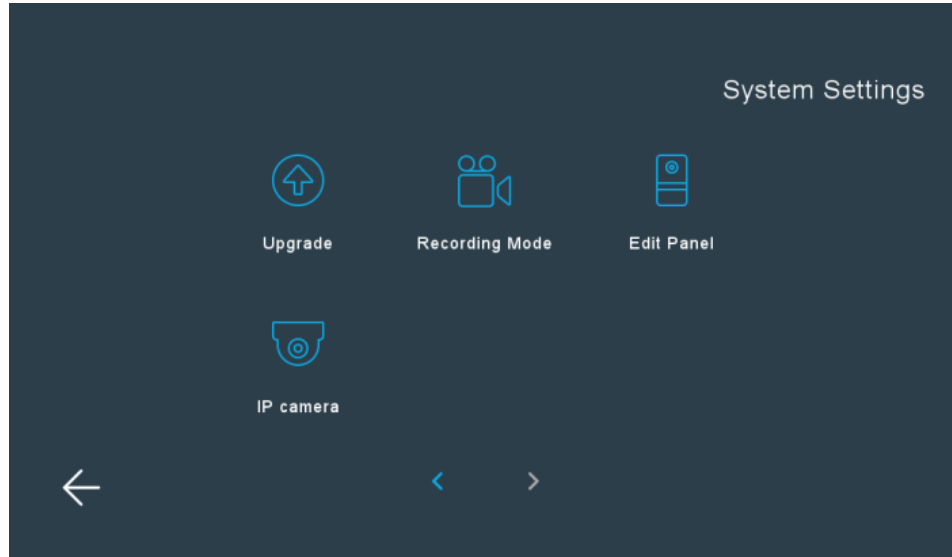 System Settings
Upgrade
Recording Mode
Edit Panel
IP camera